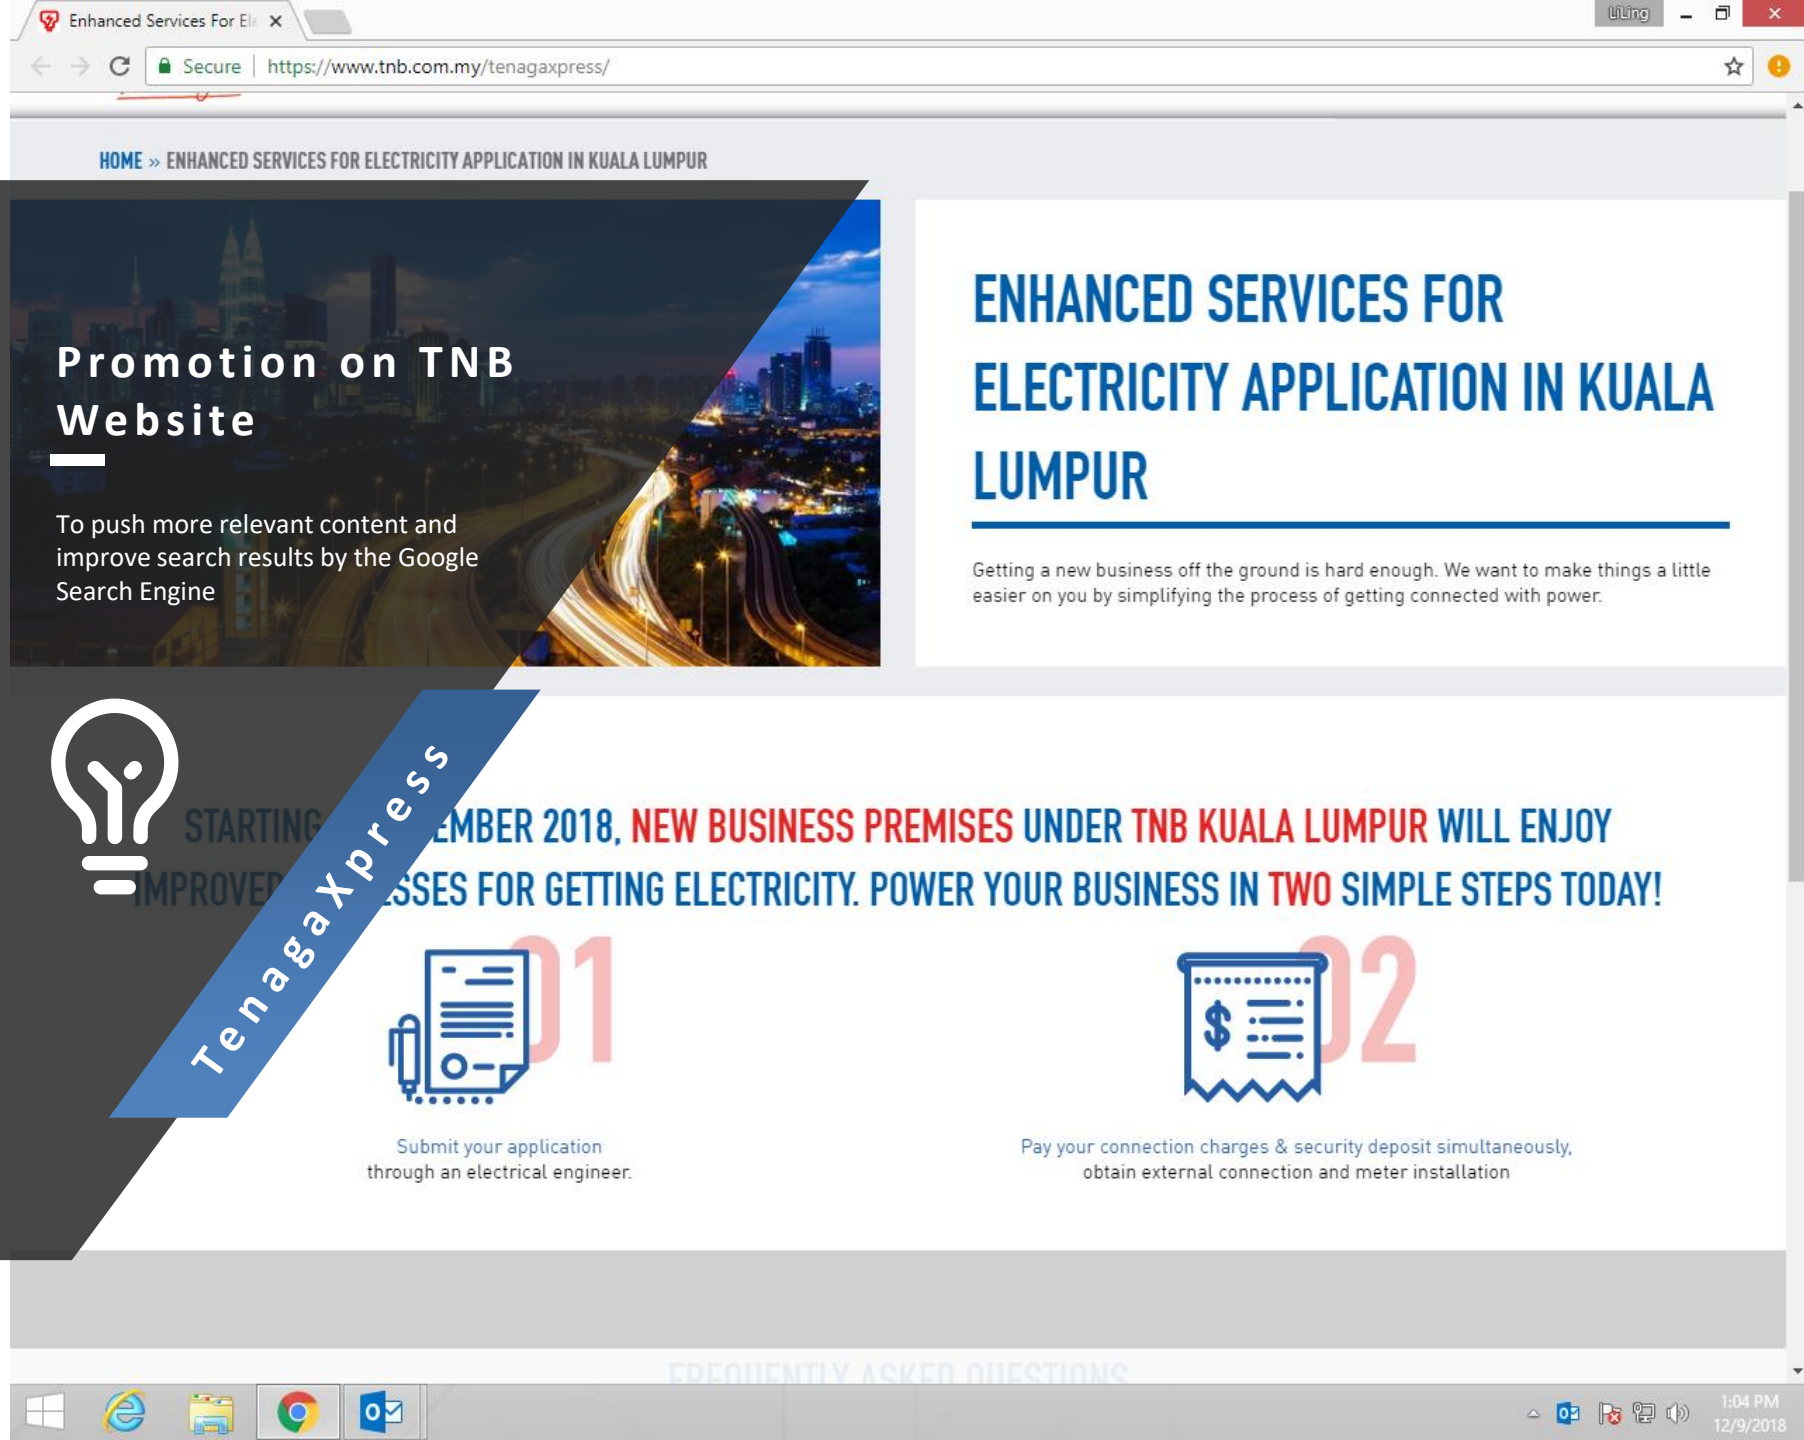 Enhanced Services For Ele
LiLing
Secure
https://www.tnb.com.my/tenagaxpress/
HOME » ENHANCED SERVICES FOR ELECTRICITY APPLICATION IN KUALA LUMPUR
Promotion on TNB
Website
To push more relevant content and
improve search results by the Google
Search Engine
ENHANCED SERVICES FOR
ELECTRICITY APPLICATION IN KUALA
LUMPUR
Getting a new business off the ground is hard enough. We want to make things a little
easier on you by simplifying the process of getting connected with power.
TenagaXpress
STARTING EMBER 2018, NEW BUSINESS PREMISES UNDER TNB KUALA LUMPUR WILL ENJOY
IMPROVED SSES FOR GETTING ELECTRICITY. POWER YOUR BUSINESS IN TWO SIMPLE STEPS TODAY!
01
Submit your application
through an electrical engineer.
$
02
Pay your connection charges & security deposit simultaneously,
obtain external connection and meter installation
FREQUENTLY ASKED QUESTIONS
1:04 PM
12/9/2018